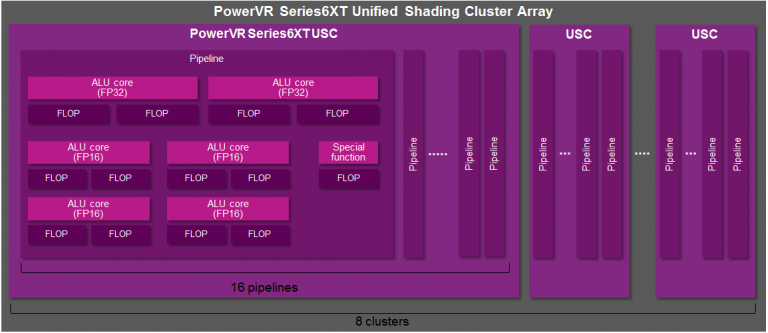 PowerVR Series6XT Unified Shading Cluster Array
PowerVR Series6XT USC
USC
USC
Pipeline
ALU core
(FP32)
ALU core
(FP32)
FLOP
FLOP
FLOP
FLOP
ALU core
(FP16)
ALU core
(FP16)
Special
function
FLOP
FLOP
FLOP
FLOP
FLOP
ALU core
(FP16)
ALU core
(FP16)
FLOP
FLOP
FLOP
FLOP
Pipeline
.....
Pipeline
Pipeline
Pipeline
...
Pipeline
Pipeline
....
Pipeline
...
Pipeline
Pipeline
16 pipelines
8 clusters